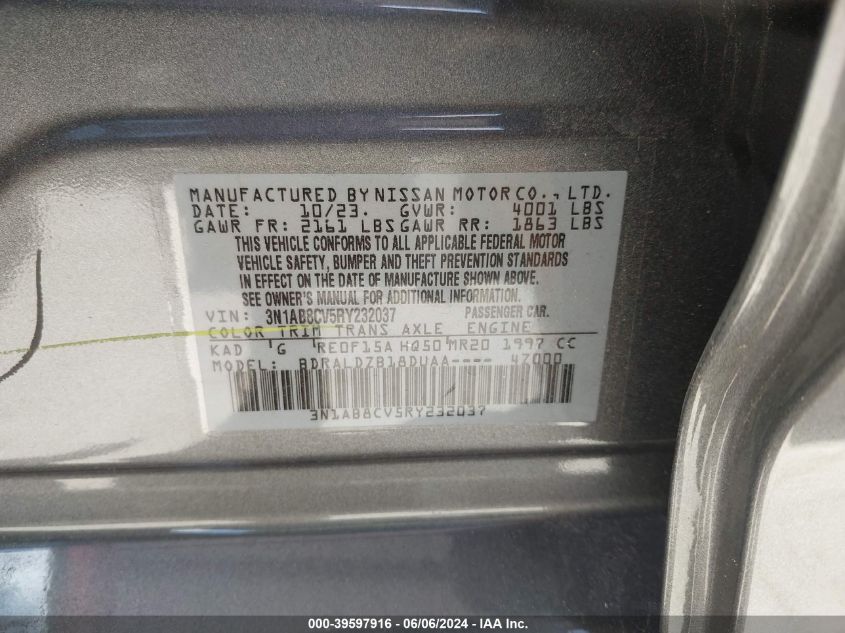 MANUFACTURED BY NISSAN MOTOR CO., LTD.
DATE: 10/23. GVWR: 4001 LBS
GAWR FR: 2161 LBS GAWR RR: 1863 LBS
THIS VEHICLE CONFORMS TO ALL APPLICABLE FEDERAL MOTOR
VEHICLE SAFETY, BUMPER AND THEFT PREVENTION STANDARDS
IN EFFECT ON THE DATE OF MANUFACTURE SHOWN ABOVE.
SEE OWNER'S MANUAL FOR ADDITIONAL INFORMATION.
VIN: 3N1AB8CV5RY232037 PASSENGER CAR.
COLOR TRIM TRANS AXLE ENGINE
KAD G RE0F15A HQ50 MR20 1997 CC
MODEL: BDRALDZB18DUAA---- 47000
3N1AB8CV5RY232037
000-39597916 - 06/06/2024 - IAA Inc.